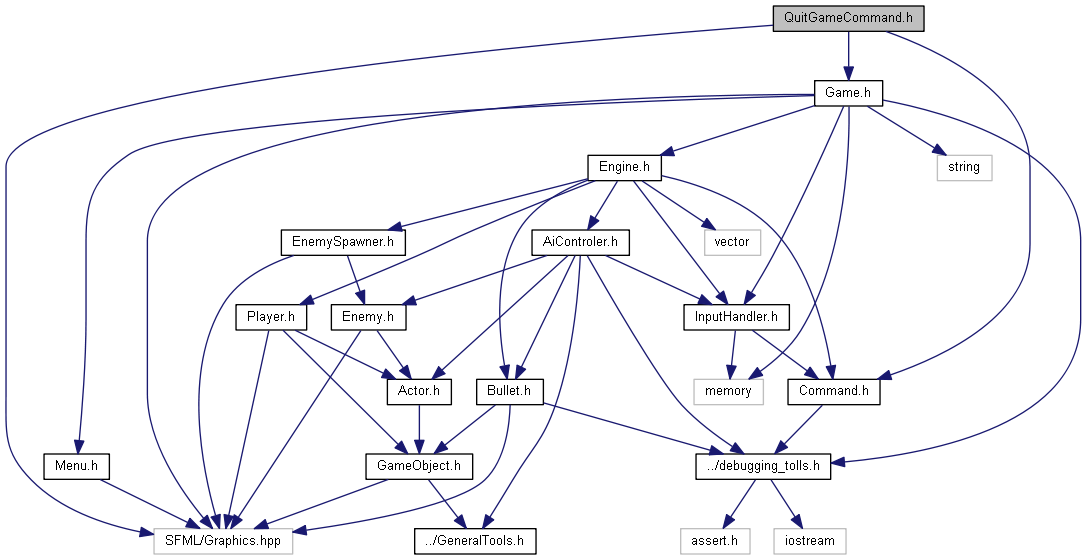 QuitGameCommand.h
Game.h
Engine.h
string
EnemySpawner.h
AiControler.h
vector
Player.h
Enemy.h
InputHandler.h
Actor.h
Bullet.h
memory
Command.h
Menu.h
GameObject.h
../debugging_tolls.h
SFML/Graphics.hpp
../GeneralTools.h
assert.h
iostream